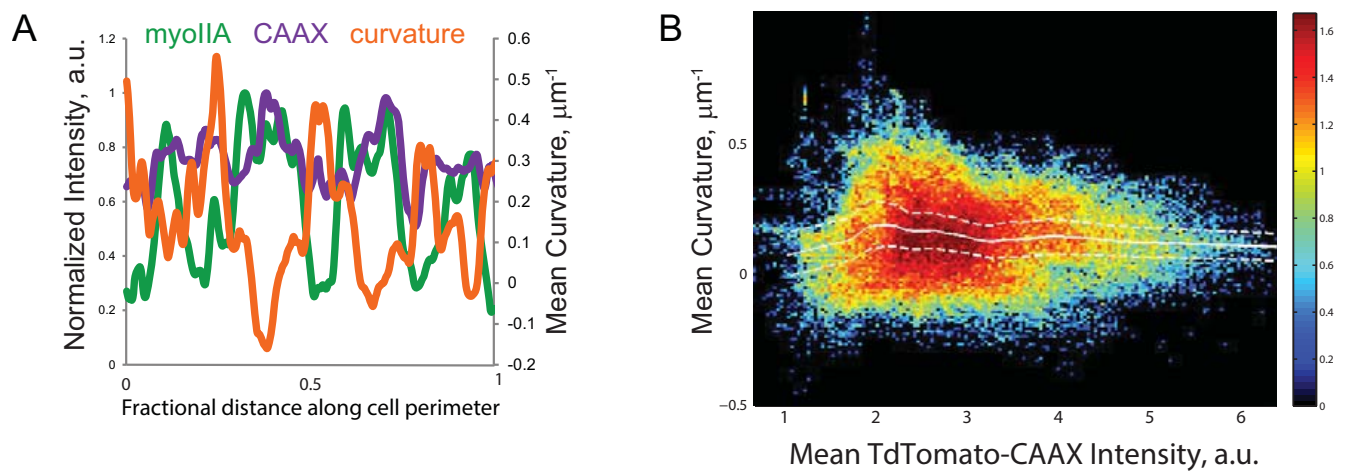 A
myoIIA CAAX curvature
Normalized Intensity, a.u.
1.2
1
0.8
0.6
0.4
0.2
0
0.6
0.5
0.4
0.3
0.2
0.1
0
-0.1
-0.2
Mean Curvature, μm⁻¹
0 0.5 1
Fractional distance along cell perimeter
B
Mean Curvature, μm⁻¹
0.5
0
−0.5
1 2 3 4 5 6
Mean TdTomato-CAAX Intensity, a.u.
1.6
1.4
1.2
1
0.8
0.6
0.4
0.2
0